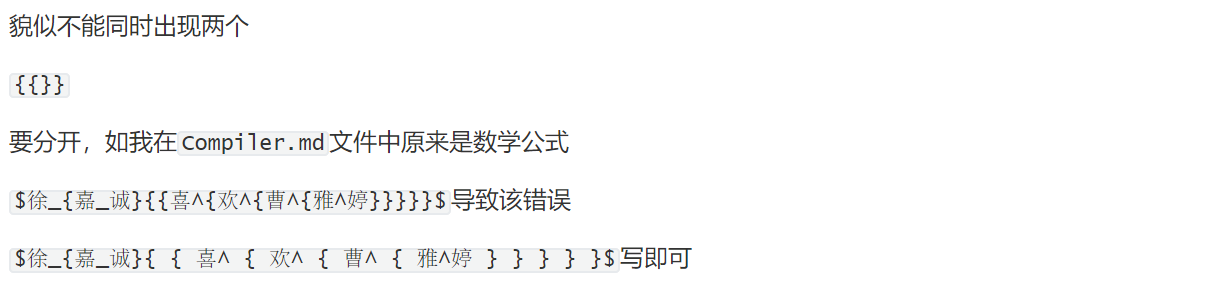 貌似不能同时出现两个
{{}}
要分开，如我在Compiler.md文件中原来是数学公式
$徐_{嘉_诚}{{喜^{欢^{曹^{雅^婷}}}}}$导致该错误
$徐_{嘉_诚}{ { 喜^ { 欢^ { 曹^ { 雅^婷 } } } } }$写即可